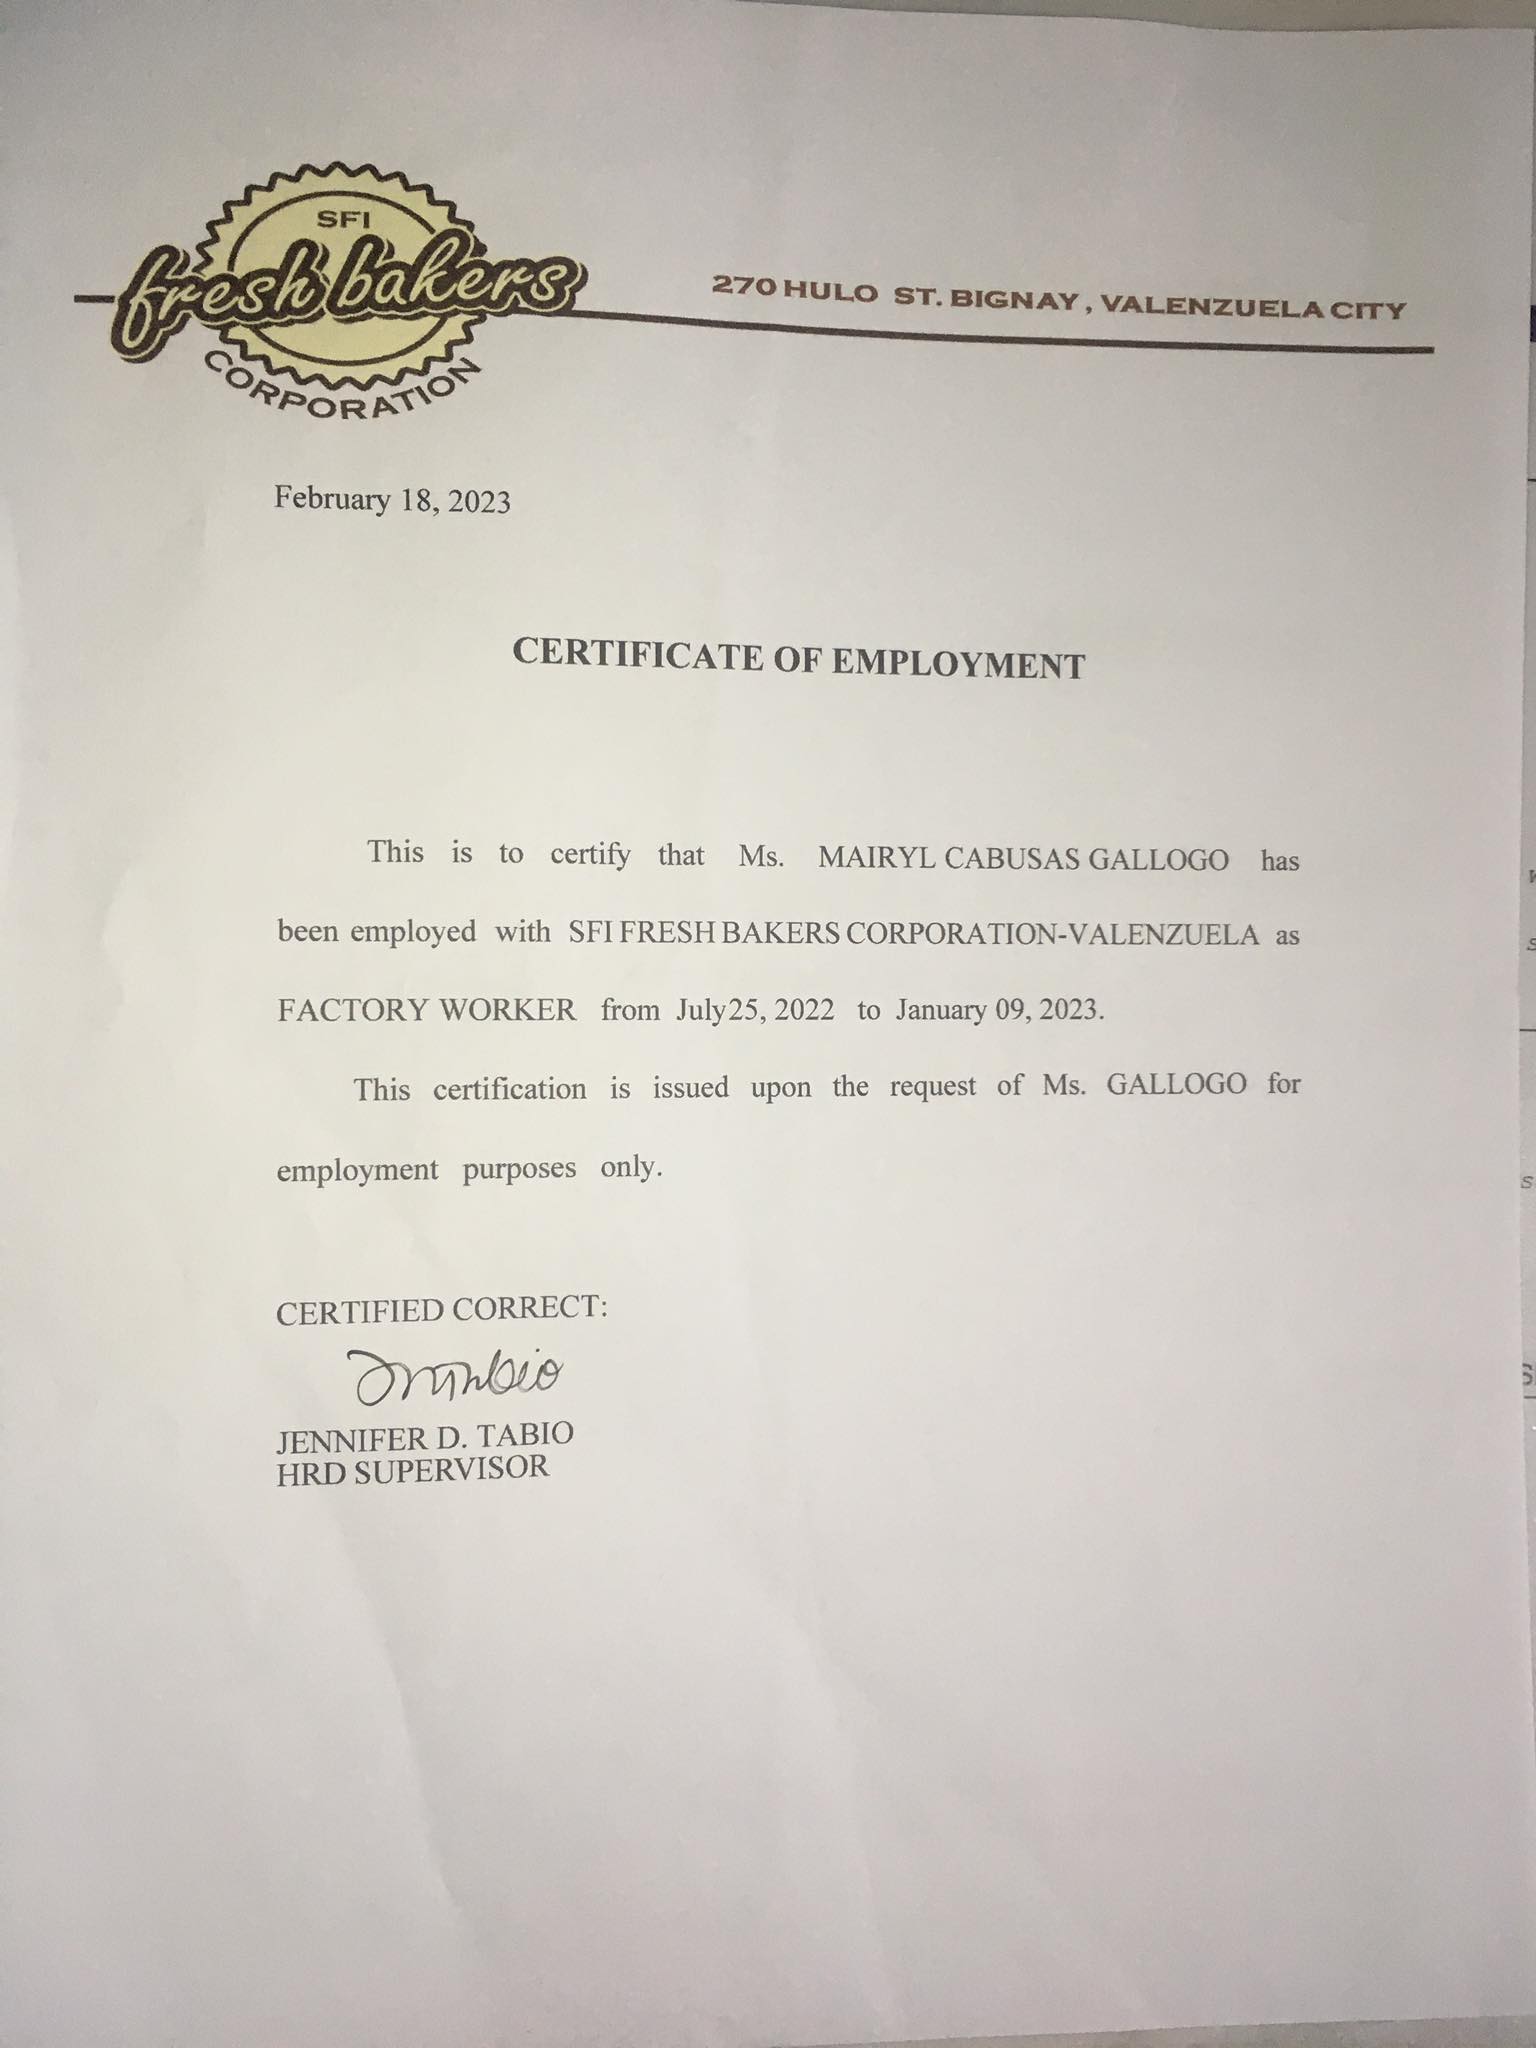 SFI
fresh bakers
CORPORATION
270 HULO ST. BIGNAY, VALENZUELA CITY
February 18, 2023
CERTIFICATE OF EMPLOYMENT
This is to certify that Ms. MAIRYL CABUSAS GALLOGO has
been employed with SFI FRESH BAKERS CORPORATION-VALENZUELA as
FACTORY WORKER from July25, 2022 to January 09, 2023.
This certification is issued upon the request of Ms. GALLOGO for
employment purposes only.
CERTIFIED CORRECT:
JENNIFER D. TABIO
HRD SUPERVISOR